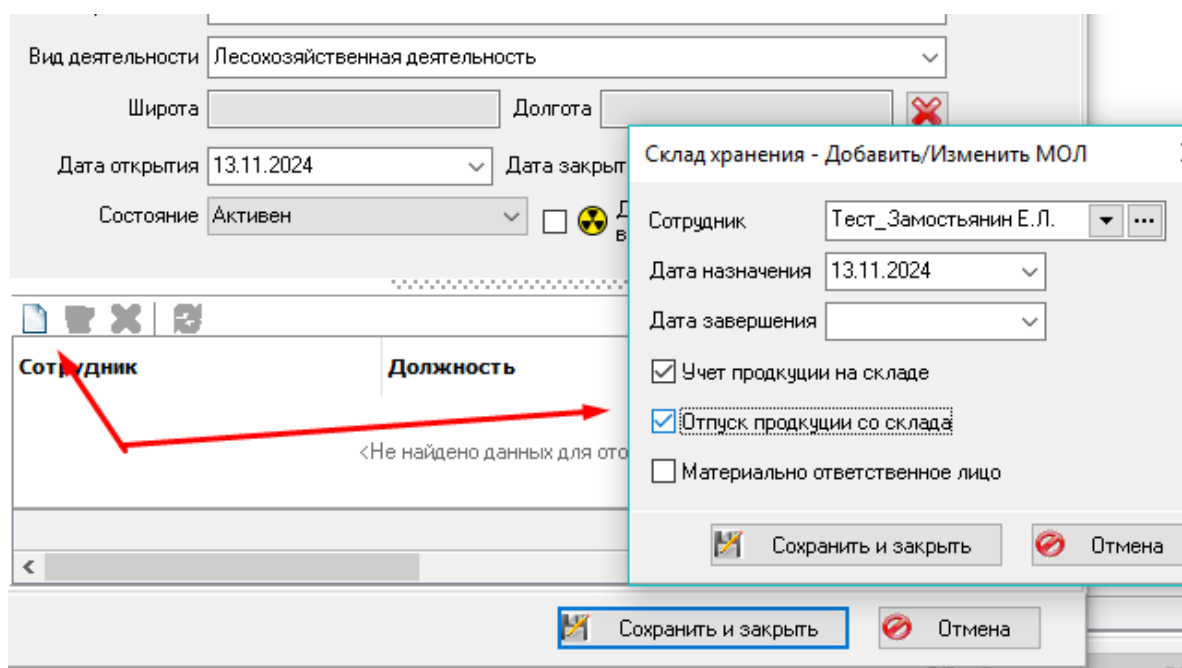 Вид деятельности Лесохозяйственная деятельность
Широта Долгота
Дата открытия 13.11.2024 Дата закрыт
Состояние Активен
Сотрудник Должность
<Не найдено данных для ото
Сохранить и закрыть Отмена
Склад хранения - Добавить/Изменить МОЛ
Сотрудник Тест_Замостьянин Е.Л.
Дата назначения 13.11.2024
Дата завершения
Учет продкуции на складе
Отпуск продкуции со склада
Материально ответственное лицо
Сохранить и закрыть Отмена